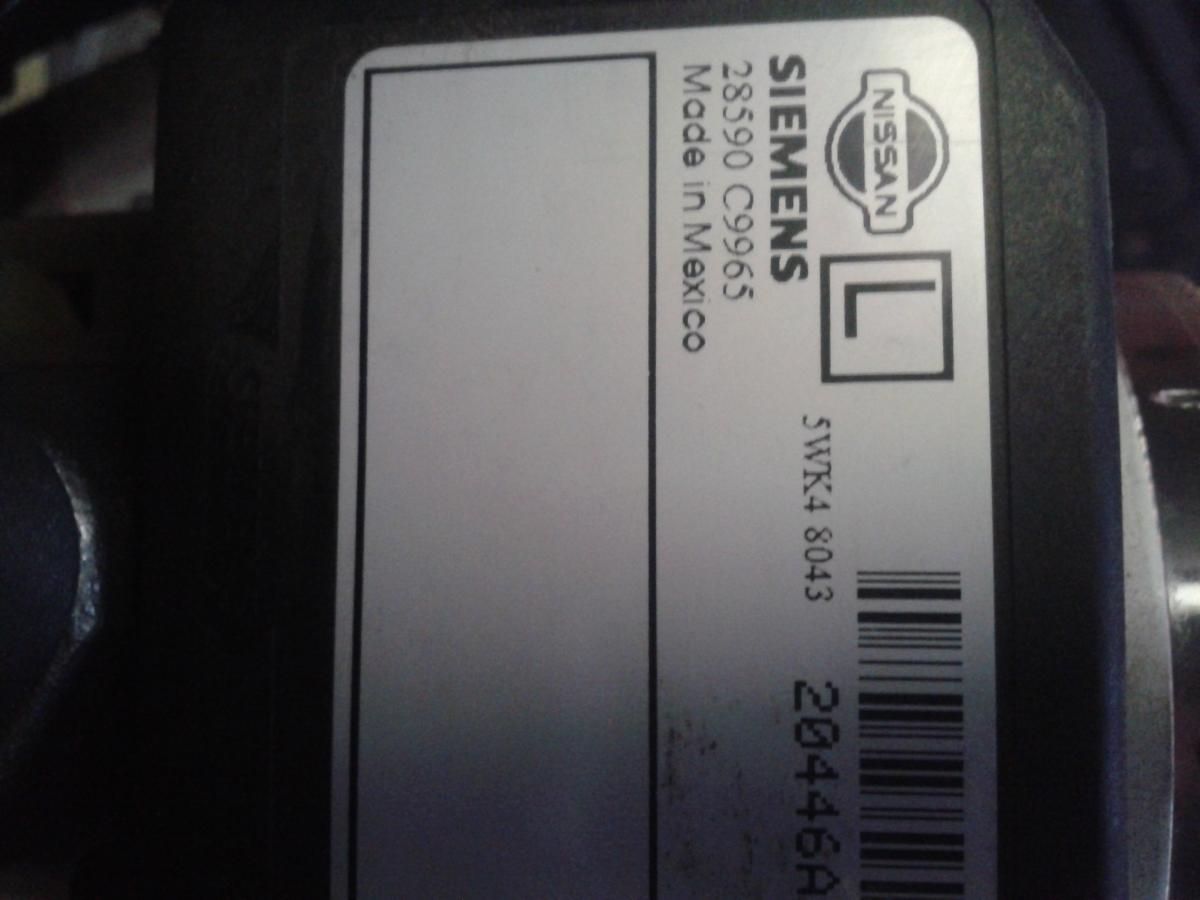 NISSAN
L
SIEMENS
28590 C9965
Made in Mexico
5WK4 8043
20446A